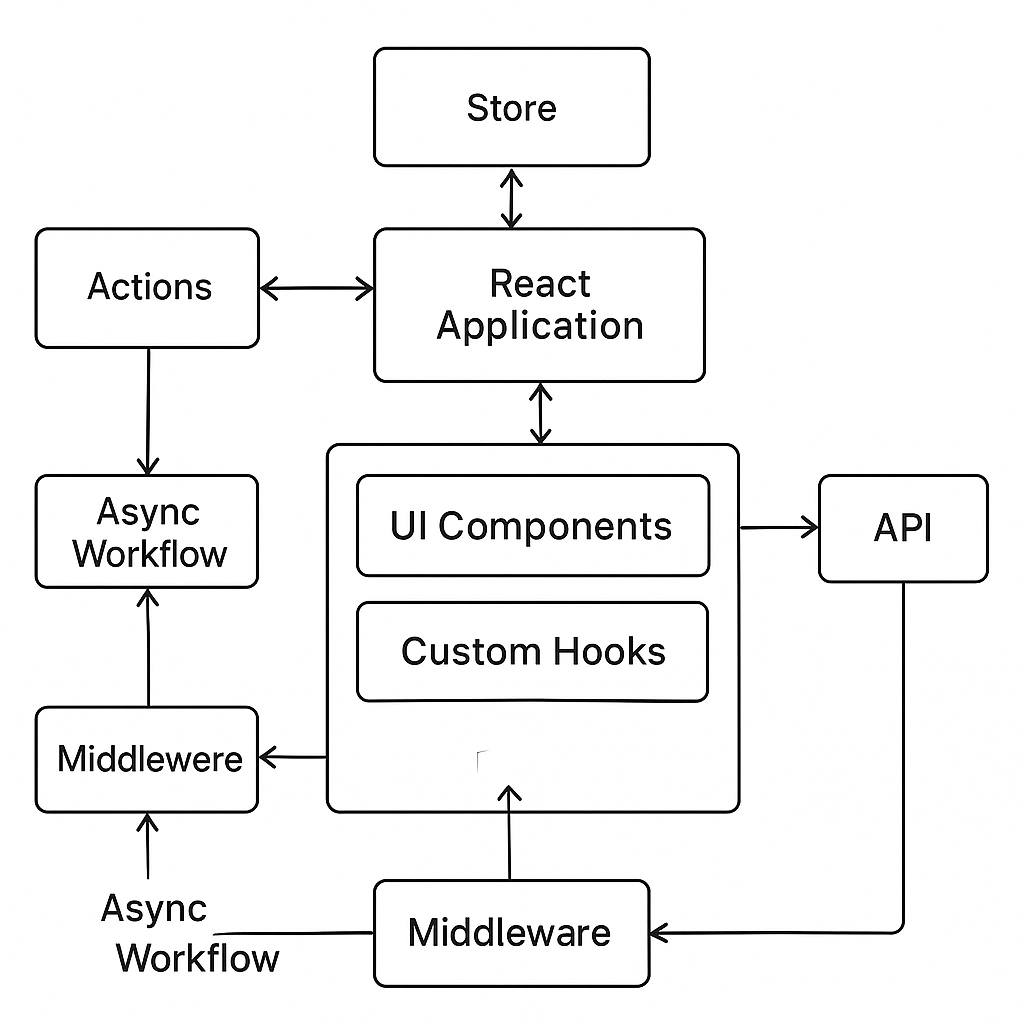 Store
Actions
React
Application
Async
Workflow
UI Components
API
Custom Hooks
Middlewere
Async
Workflow
Middleware